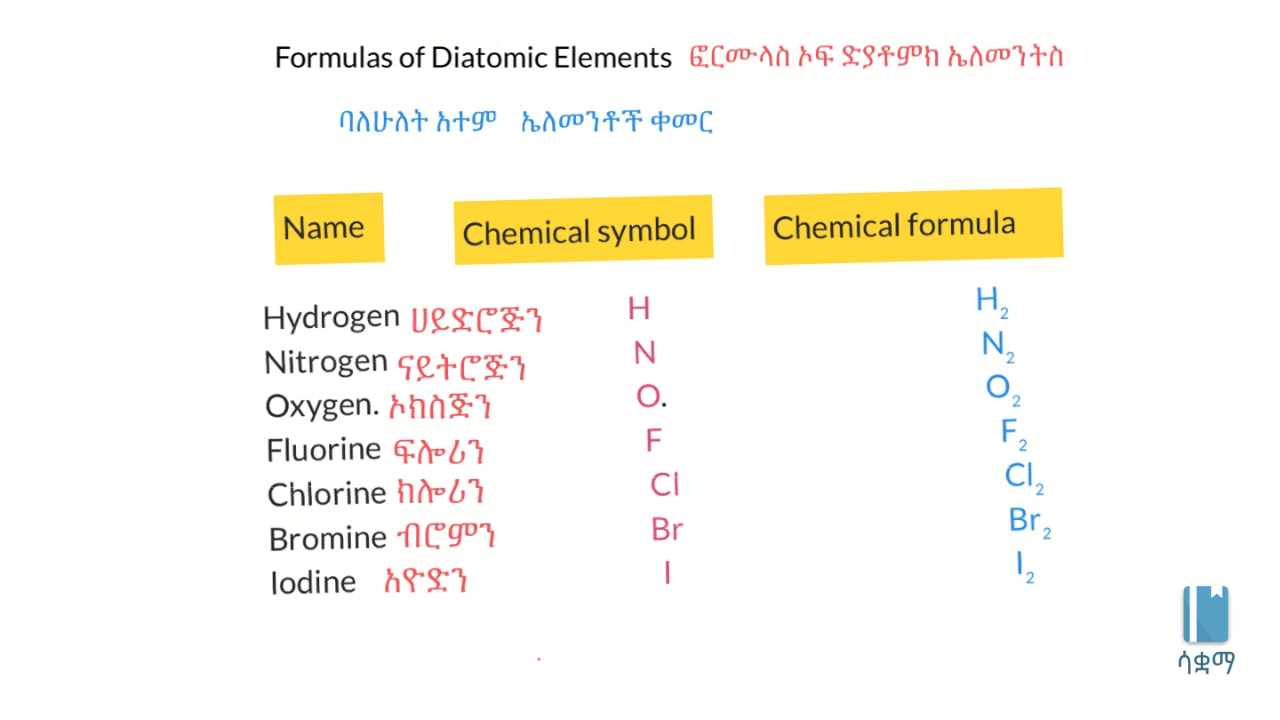 Formulas of Diatomic Elements ፎርሙላስ ኦፍ ድያቶምክ ኤለመንትስ
ባለሁለት አተም ኤለመንቶች ቀመር
Name Chemical symbol Chemical formula
Hydrogen ሀይድሮጅን H H₂
Nitrogen ናይትሮጅን N N₂
Oxygen. ኦክስጅን O. O₂
Fluorine ፍሎሪን F F₂
Chlorine ክሎሪን Cl Cl₂
Bromine ብሮምን Br Br₂
Iodine አዮድን I I₂
ሳቋማ